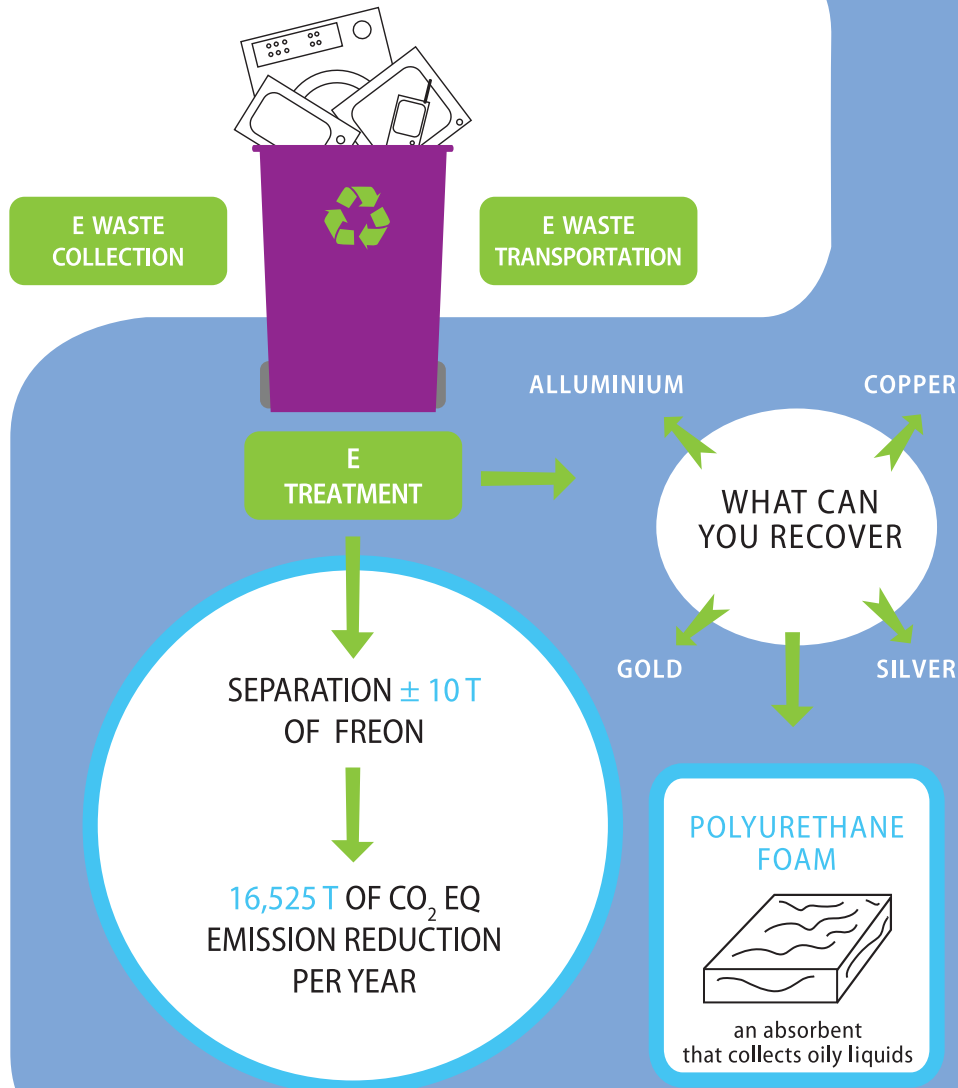 E WASTE
COLLECTION
E WASTE
TRANSPORTATION
E
TREATMENT
ALLUMINIUM
COPPER
WHAT CAN
YOU RECOVER
GOLD
SILVER
SEPARATION ± 10 T
OF FREON
16,525 T OF CO₂ EQ
EMISSION REDUCTION
PER YEAR
POLYURETHANE
FOAM
an absorbent
that collects oily liquids